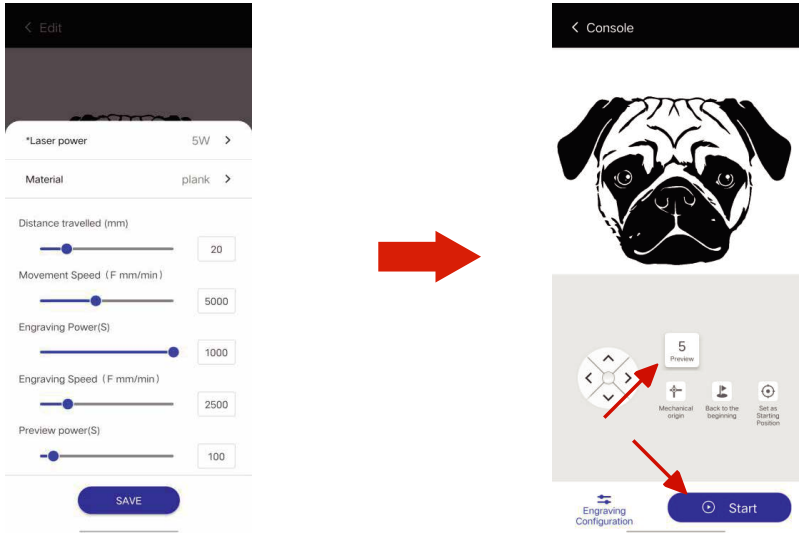 Edit
*Laser power 5W
Material plank
Distance travelled (mm)
20
Movement Speed（F mm/min）
5000
Engraving Power(S)
1000
Engraving Speed（F mm/min）
2500
Preview power(S)
100
SAVE
Console
5
Preview
Mechanical
origin
Back to the
beginning
Set as
Starting
Position
Engraving
Configuration
Start